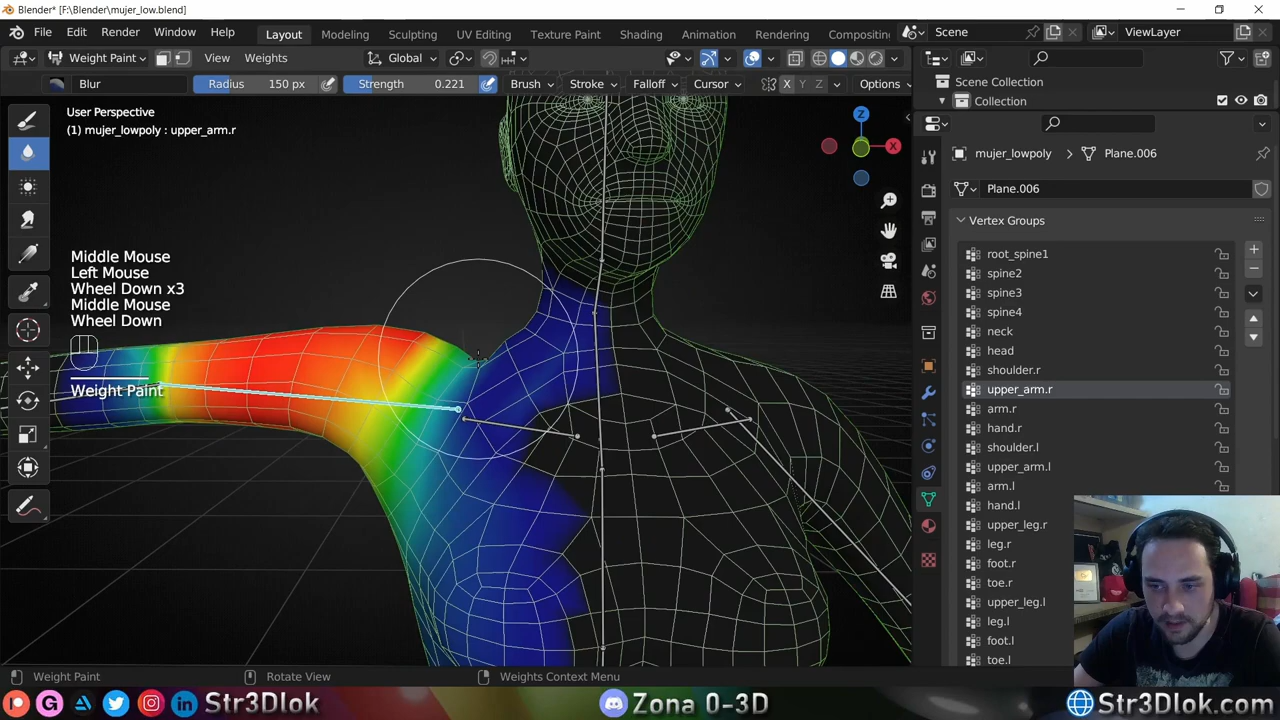 Blender* [F:\Blender\mujer_low.blend]
File Edit Render Window Help Layout Modeling Sculpting UV Editing Texture Paint Shading Animation Rendering Compositing Scene ViewLayer
Weight Paint View Weights Global
Blur Radius 150 px Strength 0.221 Brush Stroke Falloff Cursor X Y Z Options
Scene Collection
Collection
User Perspective
(1) mujer_lowpoly : upper_arm.r
Z
X
mujer_lowpoly Plane.006
Plane.006
Vertex Groups
root_spine1
spine2
spine3
spine4
neck
head
shoulder.r
upper_arm.r
arm.r
hand.r
shoulder.l
upper_arm.l
arm.l
hand.l
upper_leg.r
leg.r
foot.r
toe.r
upper_leg.l
leg.l
foot.l
toe.l
Middle Mouse
Left Mouse
Wheel Down x3
Middle Mouse
Wheel Down
Weight Paint
Weight Paint Rotate View Weights Context Menu
Str3Dlok Zona 0-3D Str3Dlok.com